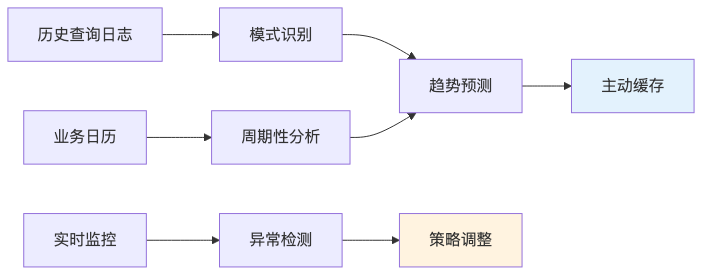 历史查询日志
模式识别
趋势预测
主动缓存
业务日历
周期性分析
实时监控
异常检测
策略调整